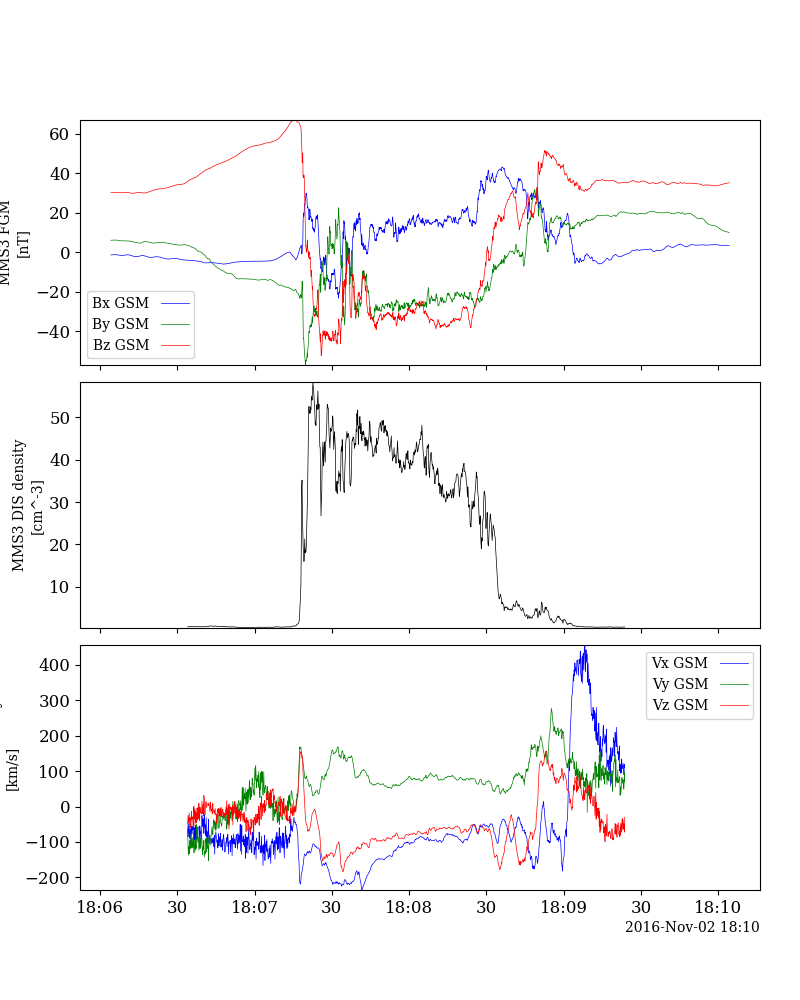 60
40
20
0
−20
−40
MMS3 FGM
[nT]
Bx GSM
By GSM
Bz GSM
50
40
30
20
10
MMS3 DIS density
[cm^-3]
400
300
200
100
0
−100
−200
[km/s]
Vx GSM
Vy GSM
Vz GSM
18:06 30 18:07 30 18:08 30 18:09 30 18:10
2016-Nov-02 18:10